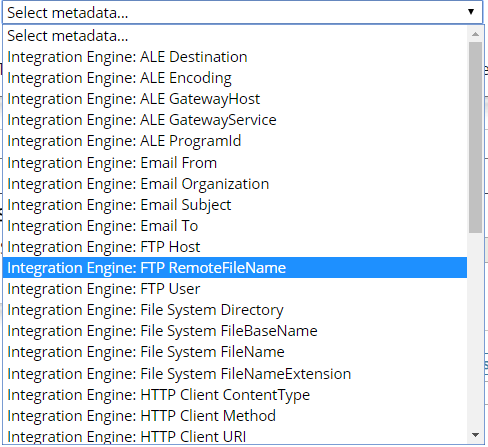 Select metadata...
Select metadata...
Integration Engine: ALE Destination
Integration Engine: ALE Encoding
Integration Engine: ALE GatewayHost
Integration Engine: ALE GatewayService
Integration Engine: ALE ProgramId
Integration Engine: Email From
Integration Engine: Email Organization
Integration Engine: Email Subject
Integration Engine: Email To
Integration Engine: FTP Host
Integration Engine: FTP RemoteFileName
Integration Engine: FTP User
Integration Engine: File System Directory
Integration Engine: File System FileBaseName
Integration Engine: File System FileName
Integration Engine: File System FileNameExtension
Integration Engine: HTTP Client ContentType
Integration Engine: HTTP Client Method
Integration Engine: HTTP Client URI